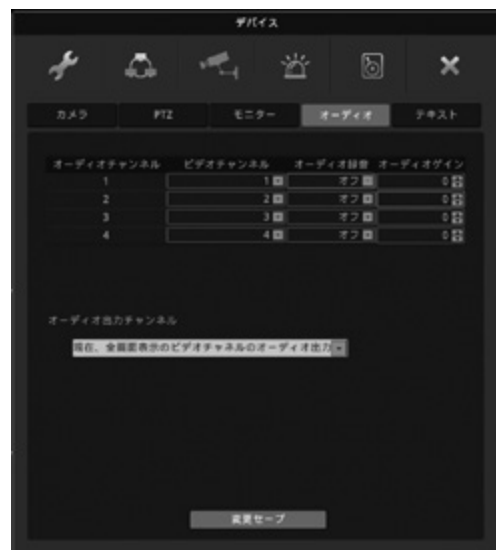 デバイス
カメラ PTZ モニター オーディオ テキスト
オーディオチャンネル ビデオチャンネル オーディオ録音 オーディオゲイン
1 1 オフ 0
2 2 オフ 0
3 3 オフ 0
4 4 オフ 0
オーディオ出力チャンネル
現在、全画面表示のビデオチャネルのオーディオ出力
変更セーブ